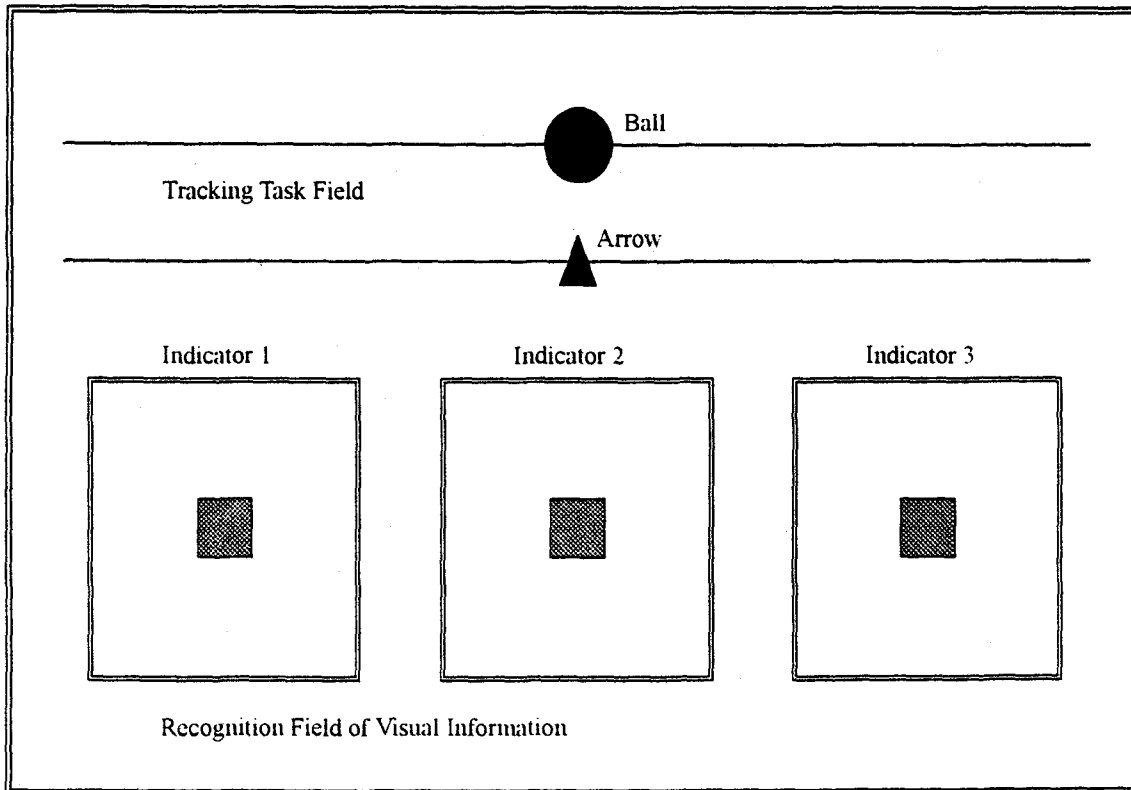 Ball
Tracking Task Field
Arrow
Indicator 1
Indicator 2
Indicator 3
Recognition Field of Visual Information